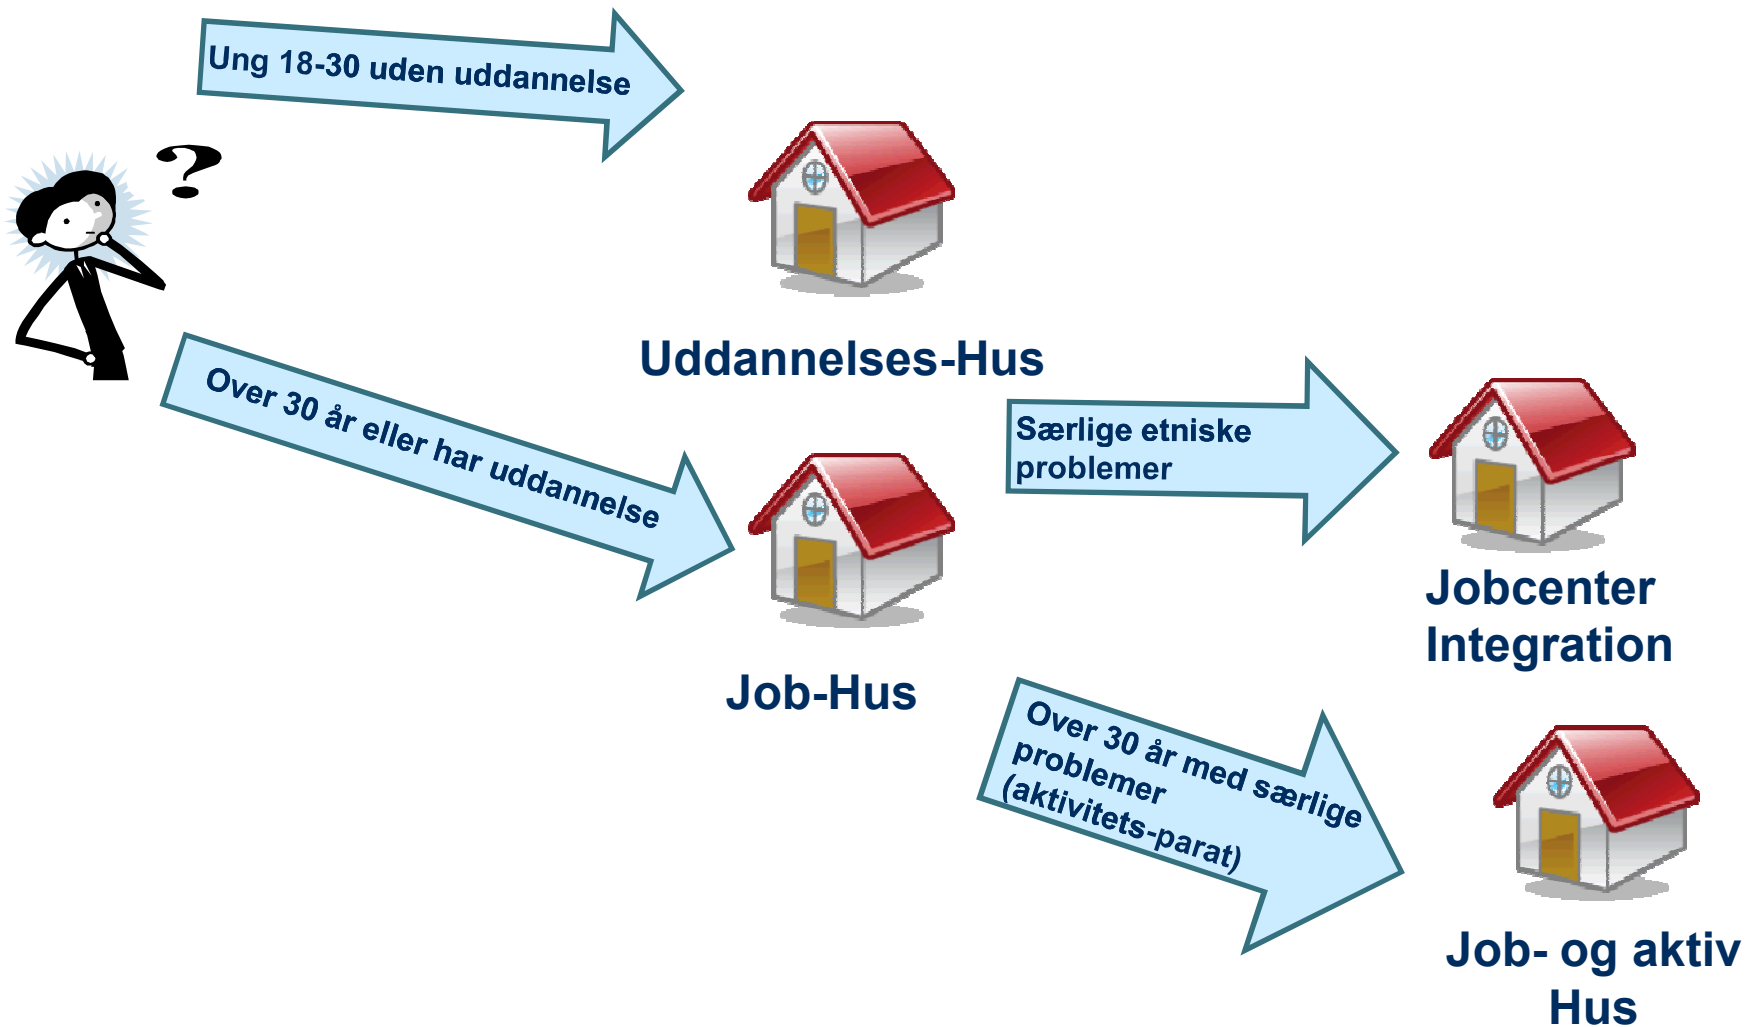 Ung 18-30 uden uddannelse
?
Uddannelses-Hus
Over 30 år eller har uddannelse
Særlige etniske
problemer
Jobcenter
Integration
Job-Hus
Over 30 år med særlige
problemer
(aktivitets-parat)
Job- og aktiv
Hus